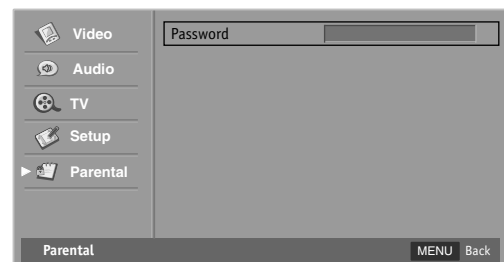 Video
Audio
TV
Setup
Parental
Password
Parental
MENU Back